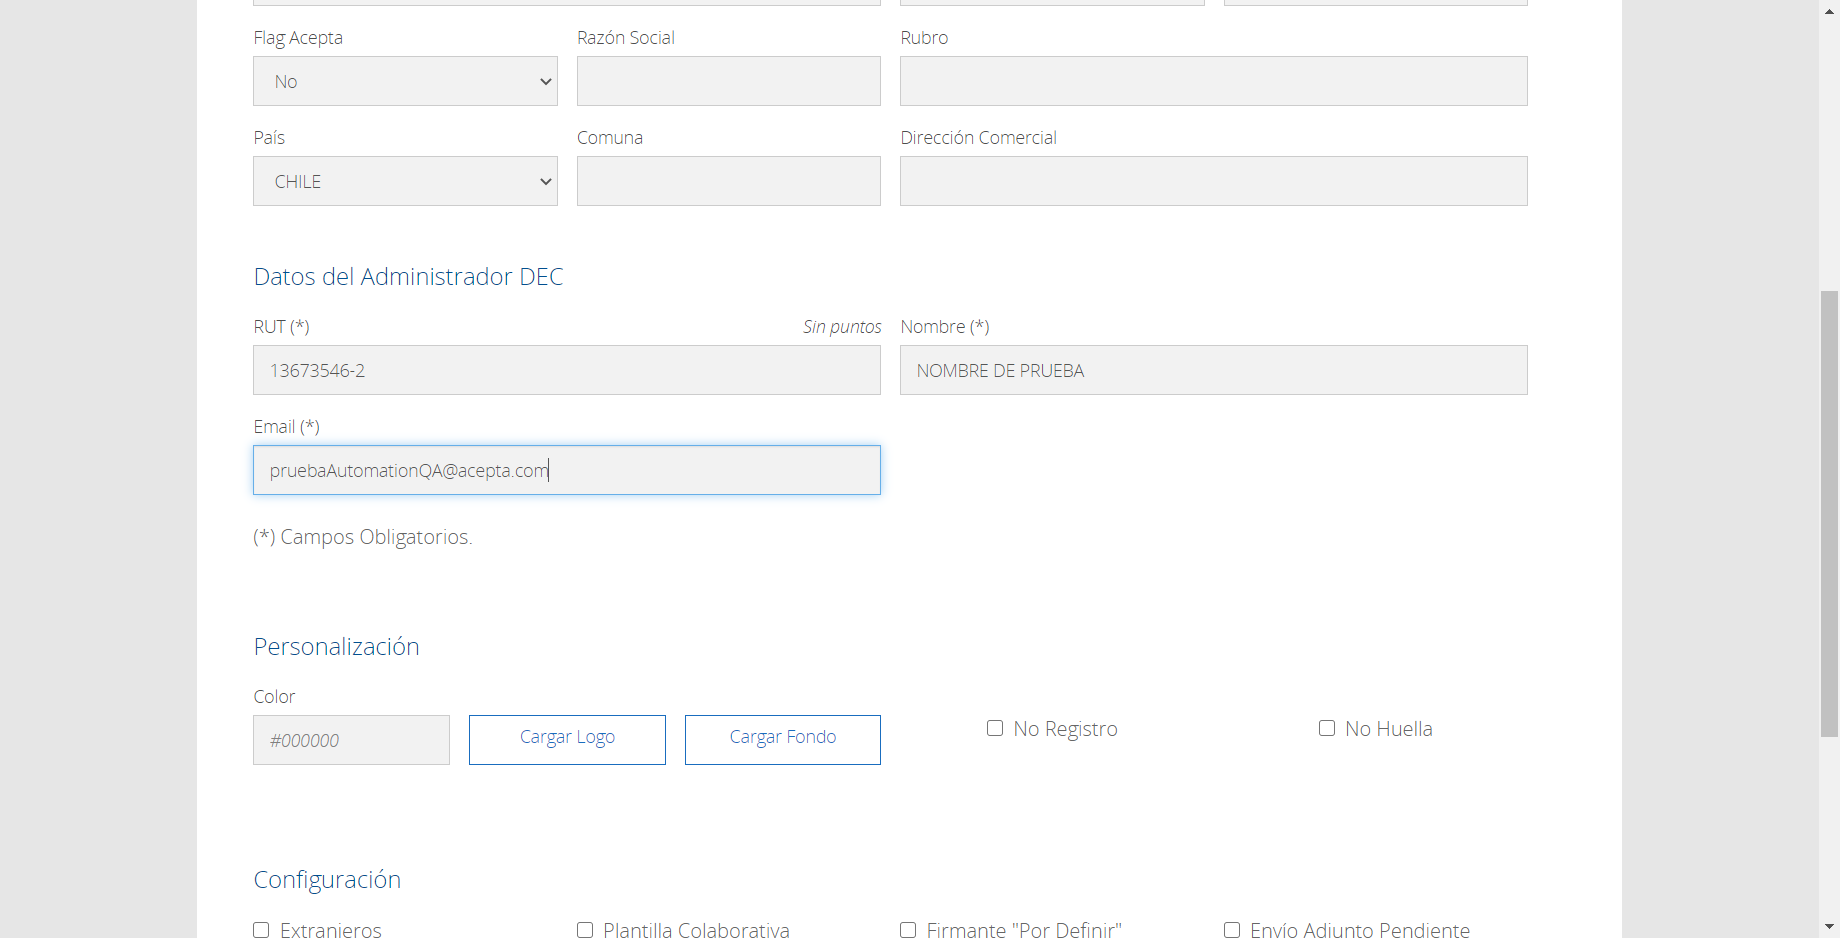 Flag Acepta Razón Social Rubro
No
País Comuna Dirección Comercial
CHILE
Datos del Administrador DEC
RUT (*) Sin puntos Nombre (*)
13673546-2 NOMBRE DE PRUEBA
Email (*)
pruebaAutomationQA@acepta.com
(*) Campos Obligatorios.
Personalización
Color
#000000 Cargar Logo Cargar Fondo No Registro No Huella
Configuración
Extranjeros Plantilla Colaborativa Firmante "Por Definir" Envío Adjunto Pendiente